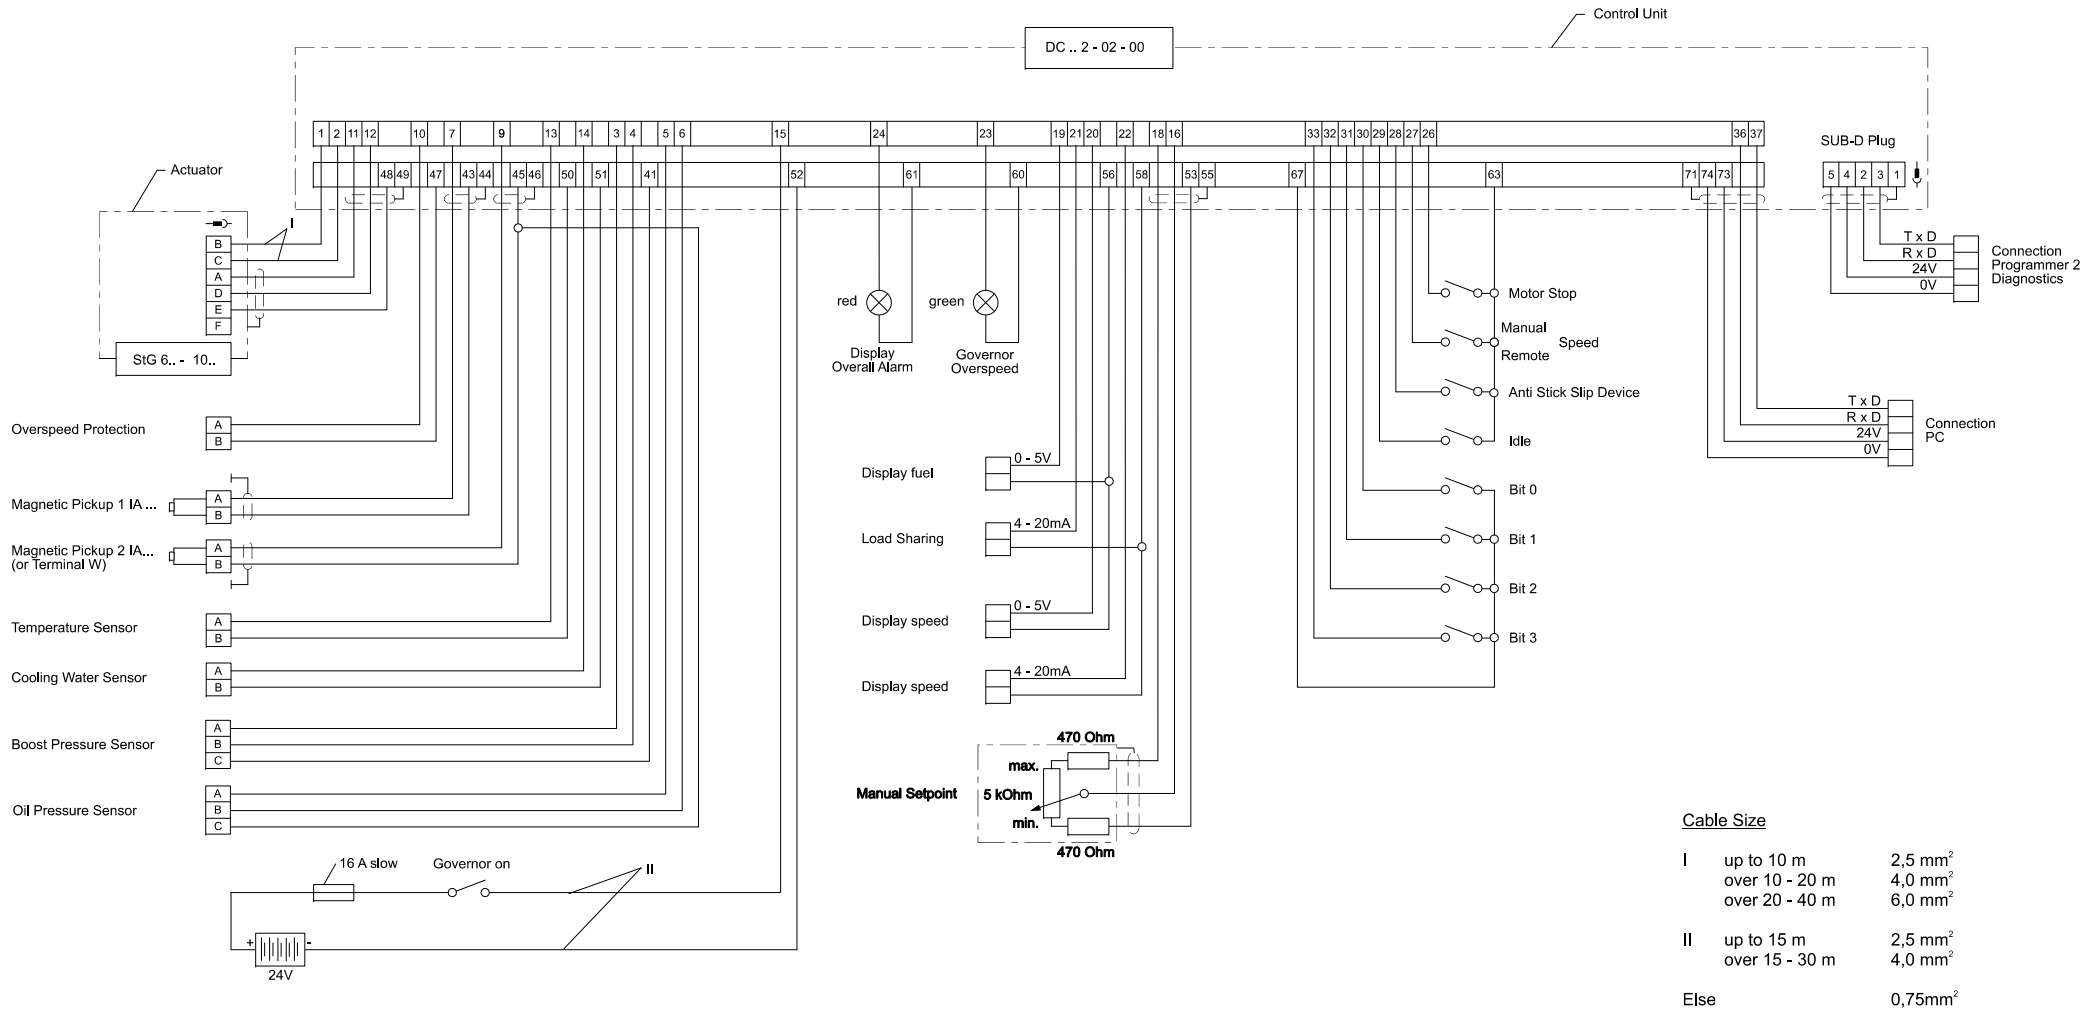 Control Unit
DC .. 2 - 02 - 00
1 2 11 12 10 7 9 13 14 3 4 5 6 15 24 23 19 21 20 22 18 16 33 32 31 30 29 28 27 26 36 37
SUB-D Plug
48 49 47 43 44 45 46 50 51 41 52 61 60 56 58 53 55 67 63 71 74 73
5 4 2 3 1
Actuator
I
B
C
A
D
E
F
StG 6.. - 10..
T x D
R x D
24V
0V
Connection
Programmer 2
Diagnostics
red
green
Display
Overall Alarm
Governor
Overspeed
Motor Stop
Manual
Speed
Remote
Anti Stick Slip Device
Idle
Bit 0
Bit 1
Bit 2
Bit 3
T x D
R x D
24V
0V
Connection
PC
Overspeed Protection
A
B
Magnetic Pickup 1 IA ...
A
B
Magnetic Pickup 2 IA...
(or Terminal W)
A
B
Temperature Sensor
A
B
Cooling Water Sensor
A
B
Boost Pressure Sensor
A
B
C
Oil Pressure Sensor
A
B
C
Display fuel
0 - 5V
Load Sharing
4 - 20mA
Display speed
0 - 5V
Display speed
4 - 20mA
470 Ohm
max.
Manual Setpoint
5 kOhm
min.
470 Ohm
16 A slow
Governor on
II
+
-
24V
Cable Size
I up to 10 m 2,5 mm²
over 10 - 20 m 4,0 mm²
over 20 - 40 m 6,0 mm²
II up to 15 m 2,5 mm²
over 15 - 30 m 4,0 mm²
Else 0,75mm²